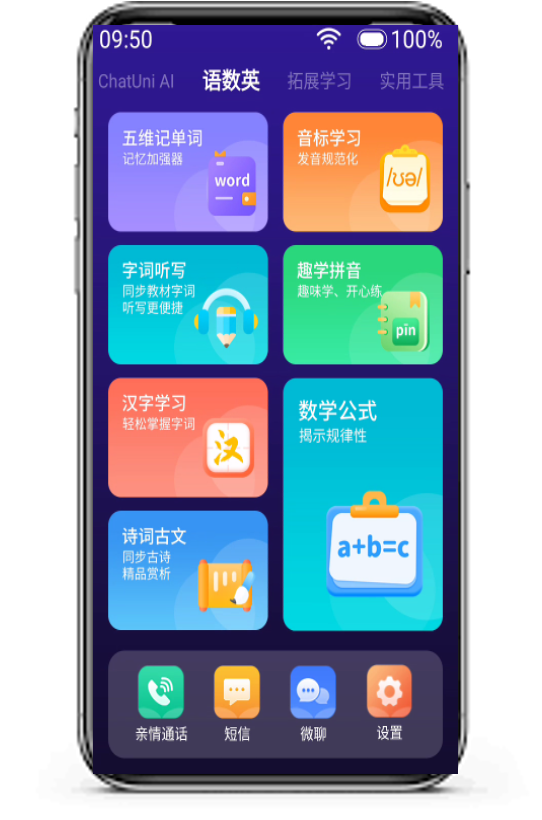 09:50 100%
ChatUni AI 语数英 拓展学习 实用工具
五维记单词
记忆加强器
word
音标学习
发音规范化
/ʊə/
字词听写
同步教材字词
听写更便捷
趣学拼音
趣味学、开心练
pīn
汉字学习
轻松掌握字词
汉
数学公式
揭示规律性
a+b=c
诗词古文
同步古诗
精品赏析
亲情通话 短信 微聊 设置